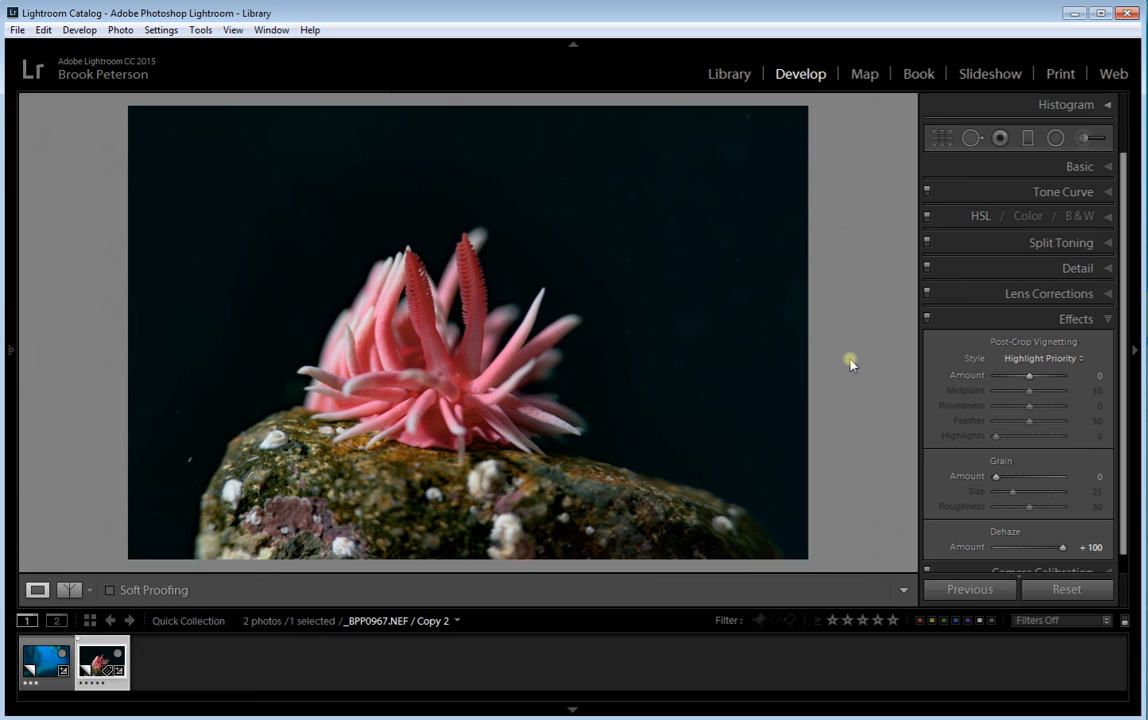 Lightroom Catalog - Adobe Photoshop Lightroom - Library
File Edit Develop Photo Settings Tools View Window Help
Lr
Adobe Lightroom CC 2015
Brook Peterson
Library | Develop | Map | Book | Slideshow | Print | Web
Histogram
Basic
Tone Curve
HSL / Color / B & W
Split Toning
Detail
Lens Corrections
Effects
Post-Crop Vignetting
Style Highlight Priority
Amount 0
Midpoint 50
Roundness 0
Feather 50
Highlights 0
Grain
Amount 0
Size 25
Roughness 50
Dehaze
Amount + 100
Camera Calibration
Soft Proofing
Previous Reset
1 2 Quick Collection 2 photos / 1 selected / _BPP0967.NEF / Copy 2 Filter : ≥ ★★★★★ Filters Off